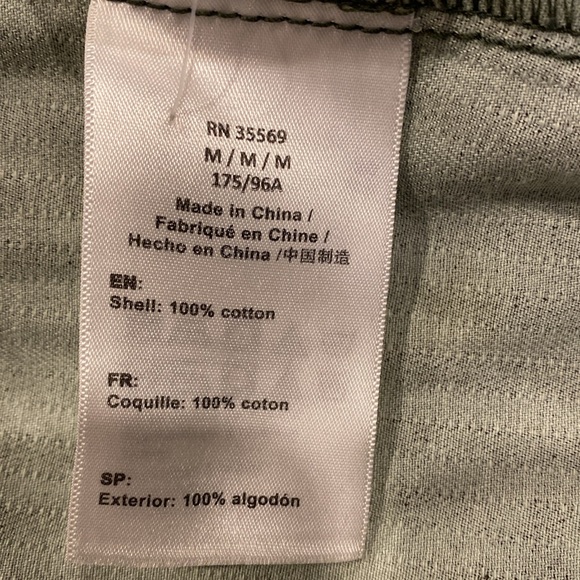 RN 35569
M / M / M
175/96A
Made in China /
Fabriqué en Chine /
Hecho en China /中国制造
EN:
Shell: 100% cotton
FR:
Coquille: 100% coton
SP:
Exterior: 100% algodón